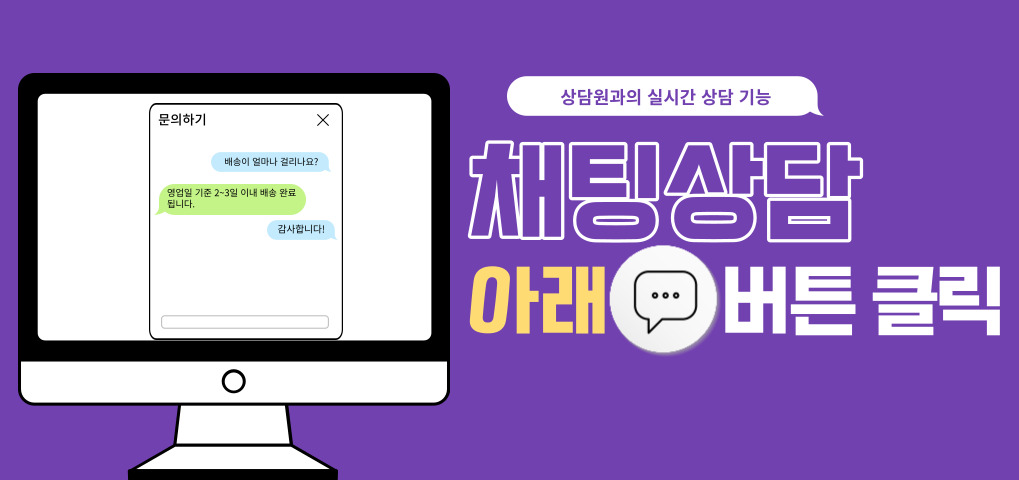 문의하기
배송이 얼마나 걸리나요?
영업일 기준 2~3일 이내 배송 완료
됩니다.
감사합니다!
상담원과의 실시간 상담 기능
채팅상담
아래 버튼 클릭